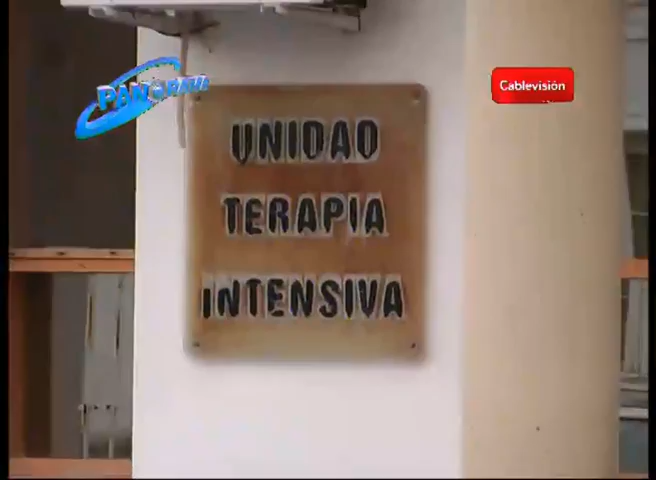 PANORAMA
Cablevisión
UNIDAD
TERAPIA
INTENSIVA